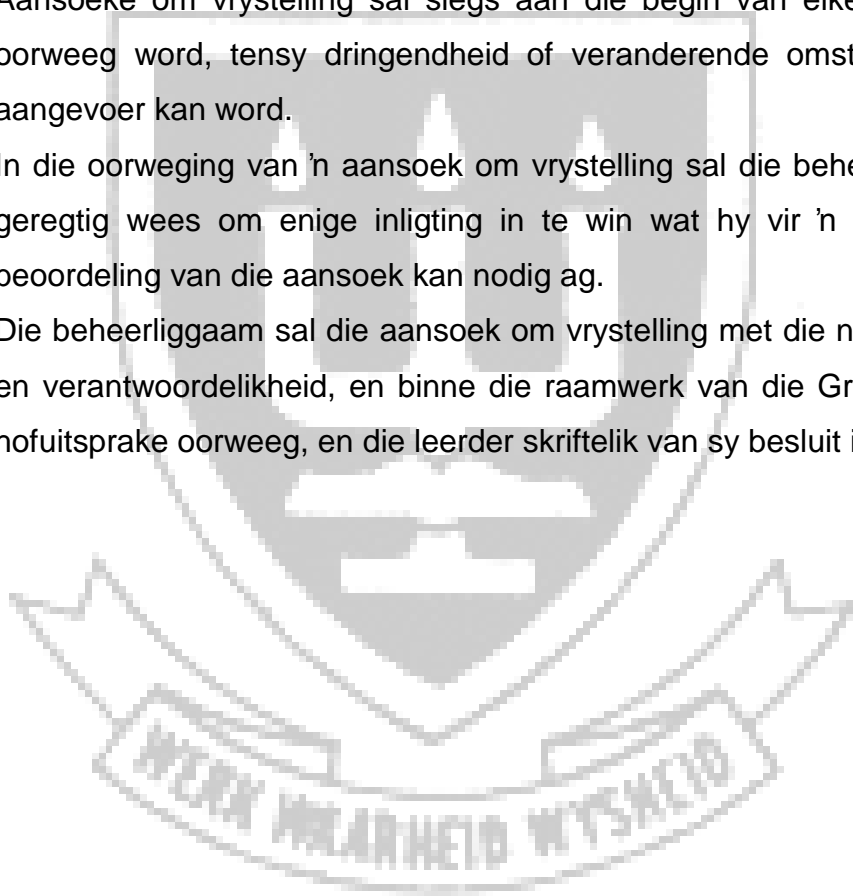 Aansoeke om vrystelling sal slegs aan die begin van elke
oorweeg word, tensy dringendheid of veranderende omst
aangevoer kan word.
In die oorweging van 'n aansoek om vrystelling sal die behe
geregtig wees om enige inligting in te win wat hy vir 'n
beoordeling van die aansoek kan nodig ag.
Die beheerliggaam sal die aansoek om vrystelling met die n
en verantwoordelikheid, en binne die raamwerk van die Gr
hofuitsprake oorweeg, en die leerder skriftelik van sy besluit i
WERK WAARHEID WYSHEID